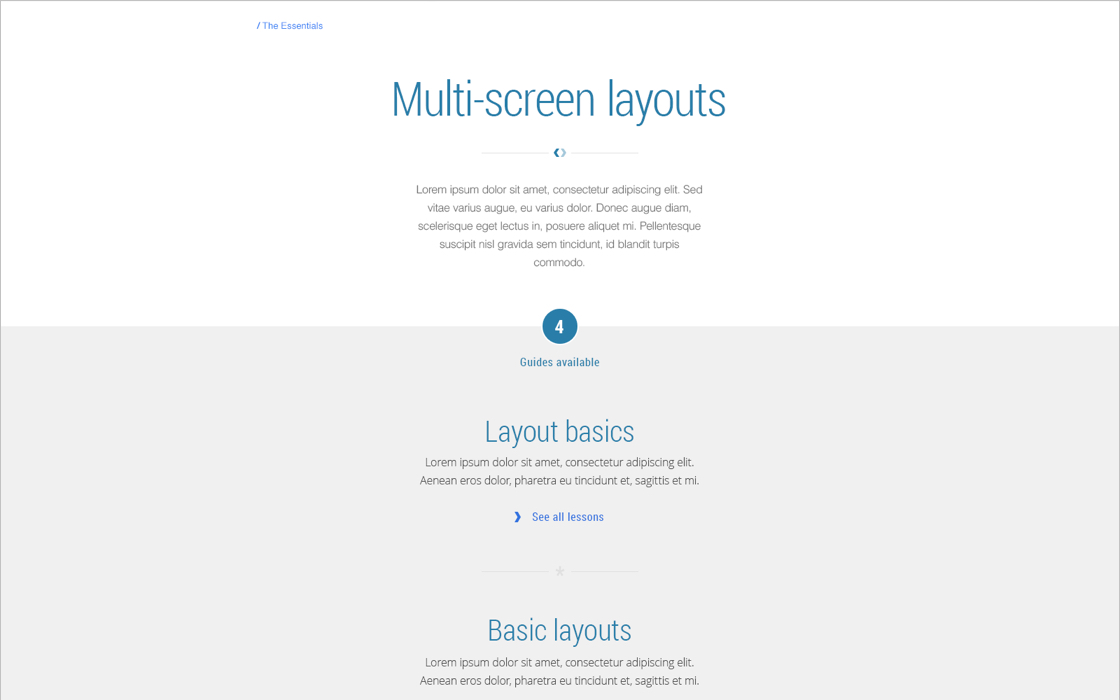 / The Essentials
Multi-screen layouts
Lorem ipsum dolor sit amet, consectetur adipiscing elit. Sed
vitae varius augue, eu varius dolor. Donec augue diam,
scelerisque eget lectus in, posuere aliquet mi. Pellentesque
suscipit nisl gravida sem tincidunt, id blandit turpis
commodo.
4
Guides available
Layout basics
Lorem ipsum dolor sit amet, consectetur adipiscing elit.
Aenean eros dolor, pharetra eu tincidunt et, sagittis et mi.
See all lessons
Basic layouts
Lorem ipsum dolor sit amet, consectetur adipiscing elit.
Aenean eros dolor, pharetra eu tincidunt et, sagittis et mi.